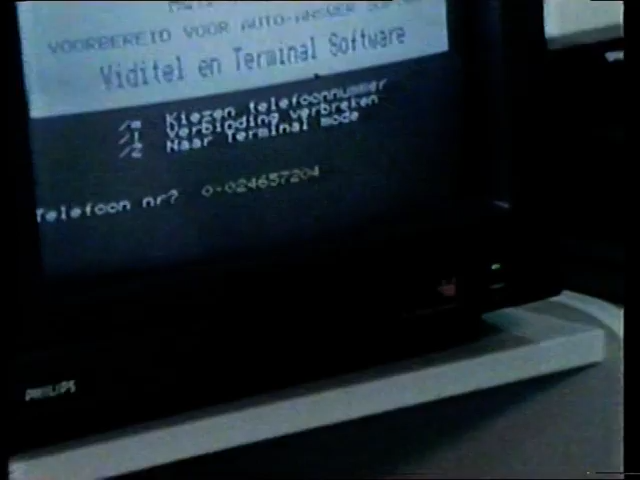 VOORBEREID VOOR AUTO-ANSWER
Viditel en Terminal Software
/* Kiezen telefoonnummer
/1 Verbinding verbreken
/2 Naar Terminal mode
Telefoon nr? 0-024657204
PHILIPS